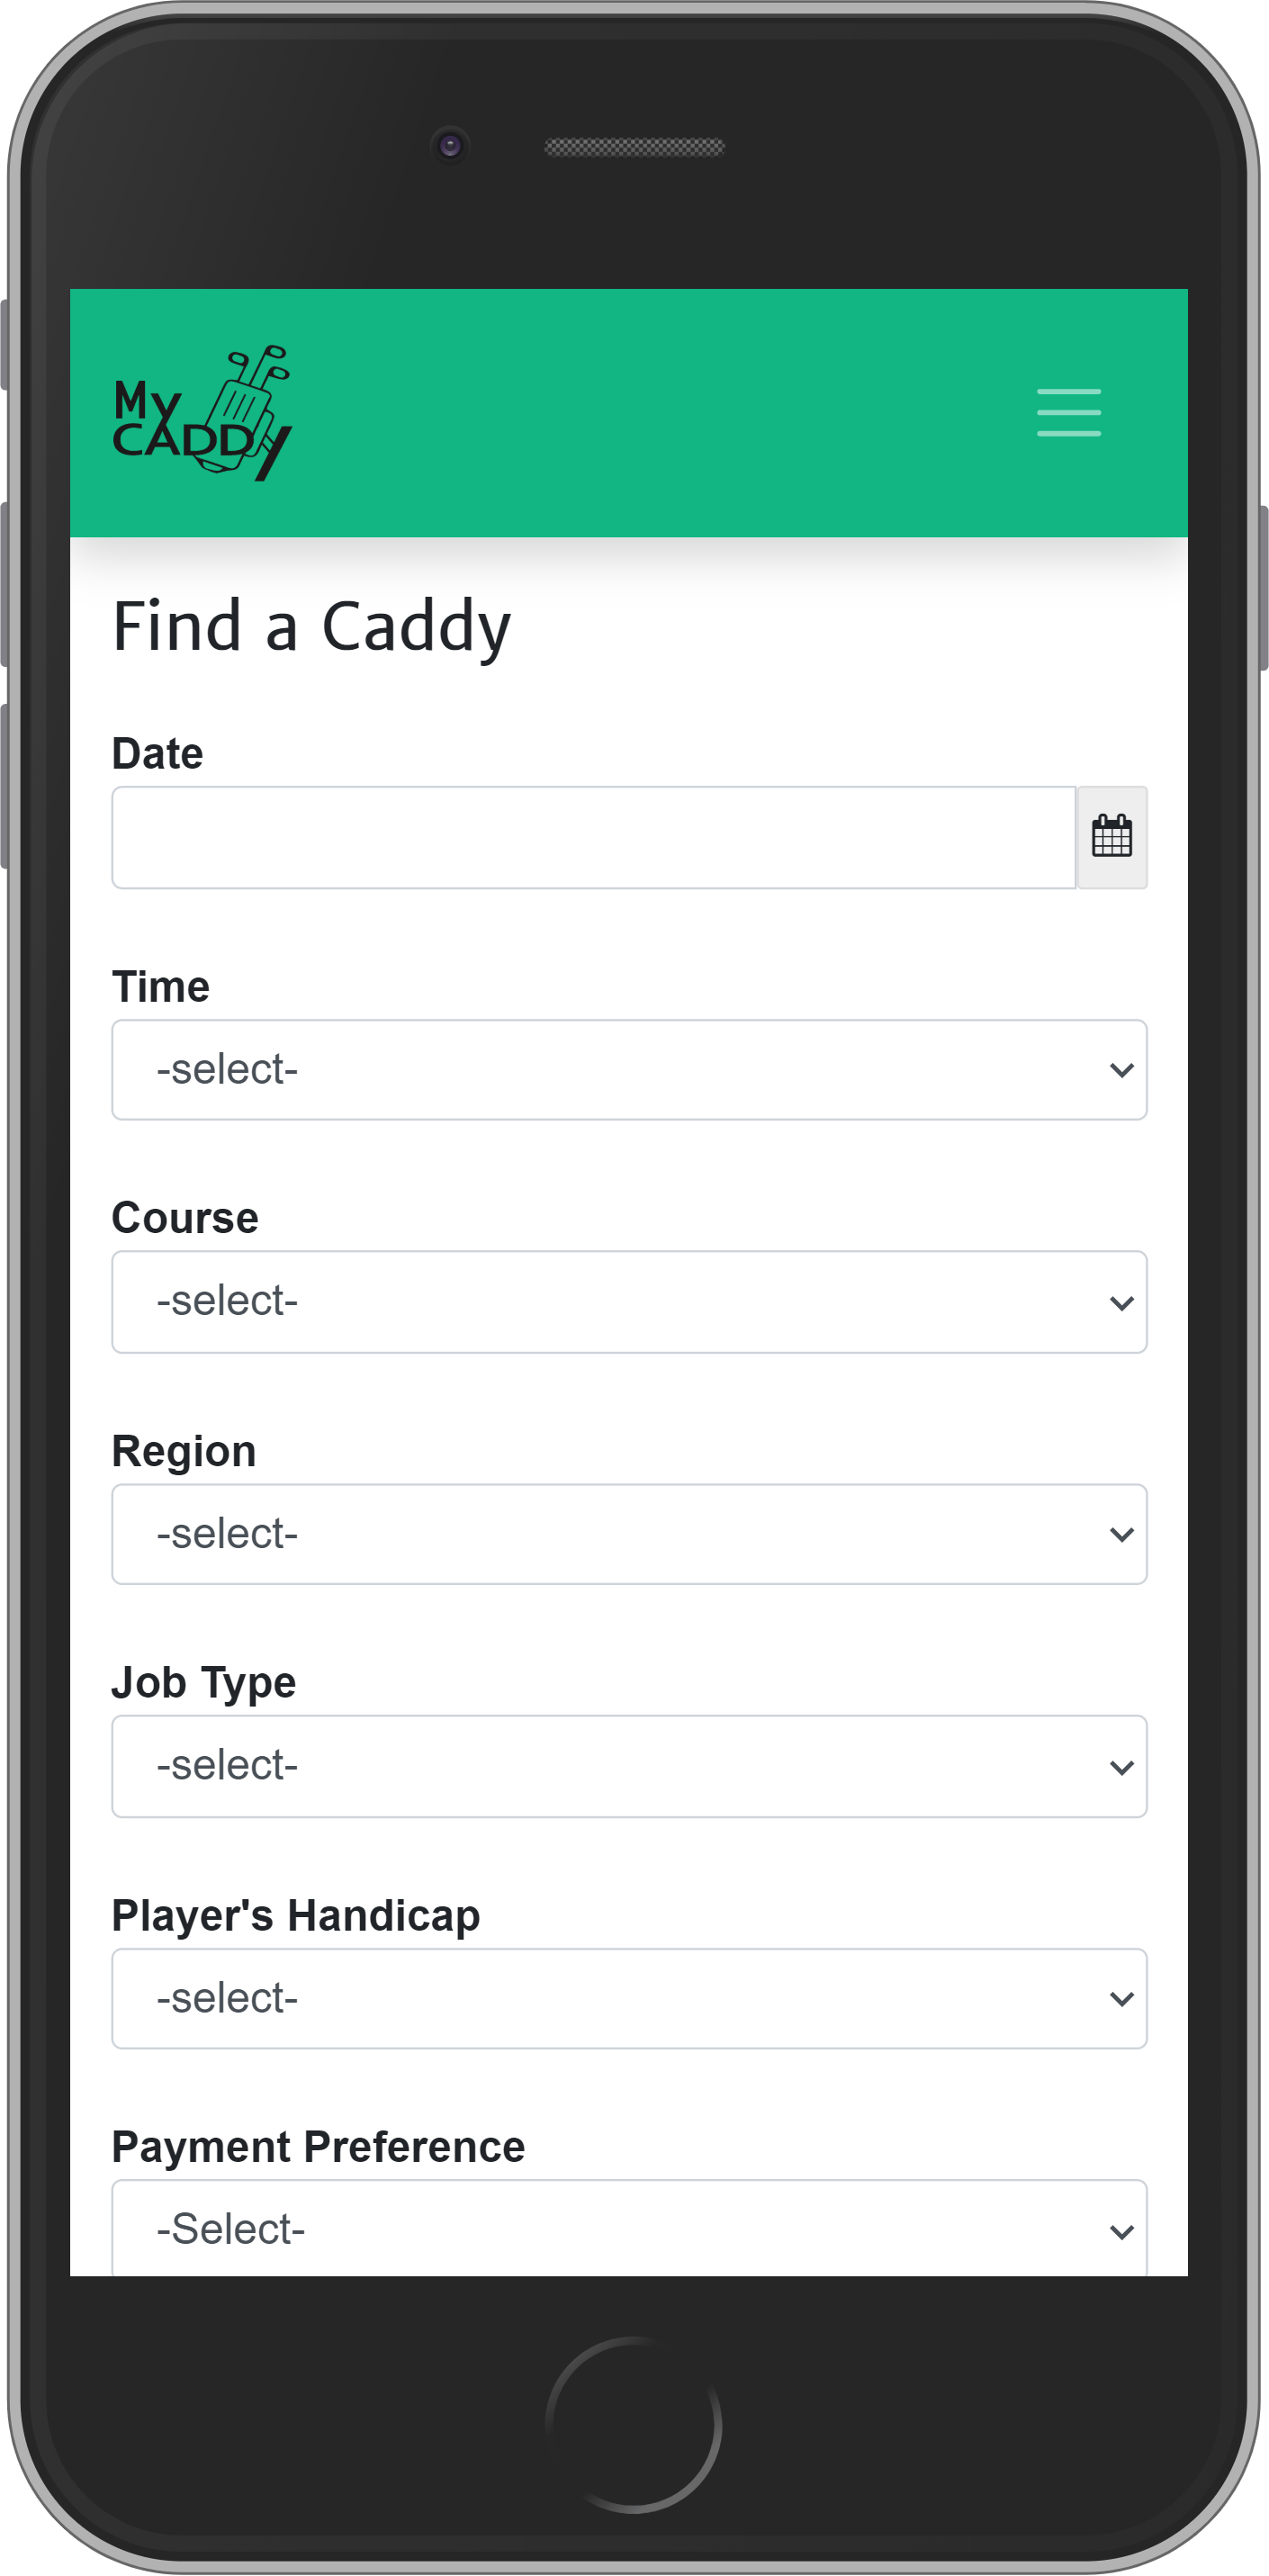 My
CADDY
Find a Caddy
Date
Time
-select-
Course
-select-
Region
-select-
Job Type
-select-
Player's Handicap
-select-
Payment Preference
-Select-